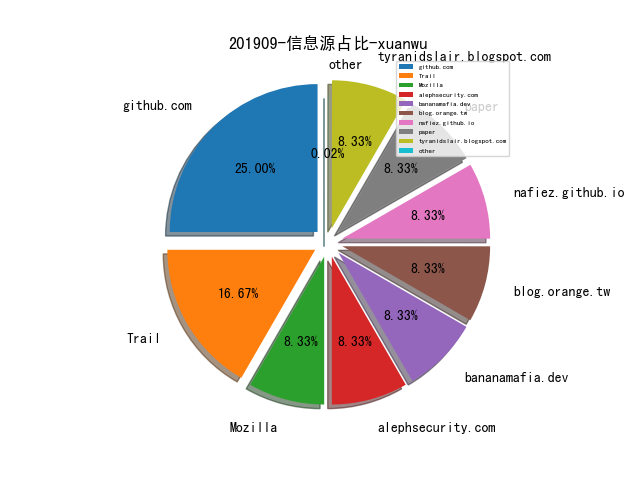 201909-信息源占比-xuanwu
github.com
Trail
Mozilla
alephsecurity.com
bananamafia.dev
blog.orange.tw
nafiez.github.io
paper
tyranidslair.blogspot.com
other
25.00%
16.67%
8.33%
8.33%
8.33%
8.33%
8.33%
8.33%
8.33%
0.02%
github.com
Trail
Mozilla
alephsecurity.com
bananamafia.dev
blog.orange.tw
nafiez.github.io
paper
tyranidslair.blogspot.com
other